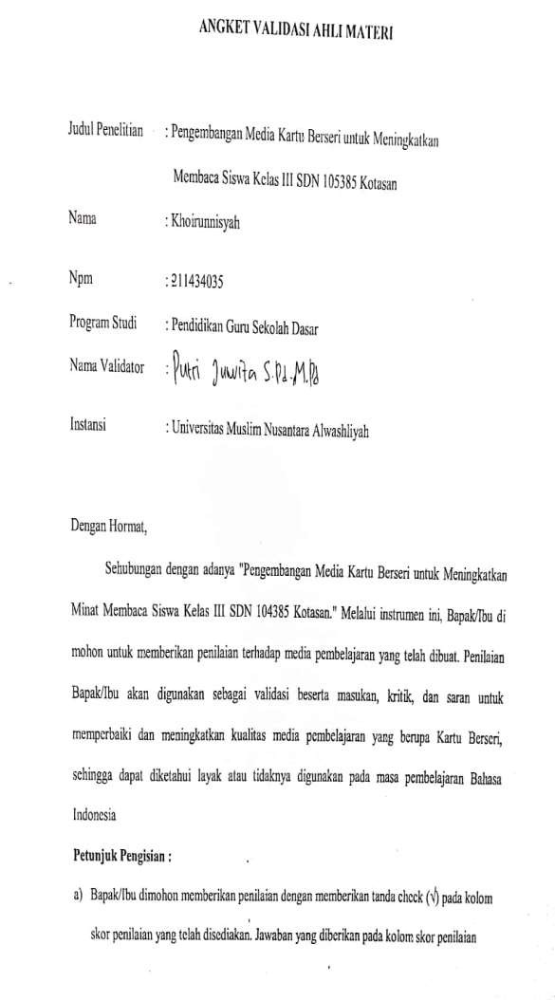 ANGKET VALIDASI AHLI MATERI
Judul Penelitian : Pengembangan Media Kartu Berseri untuk Meningkatkan
Membaca Siswa Kelas III SDN 105385 Kotasan
Nama : Khoirunnisyah
Npm : 211434035
Program Studi : Pendidikan Guru Sekolah Dasar
Nama Validator : Putri Juwita S.Pd.M.Pd
Instansi : Universitas Muslim Nusantara Alwashliyah
Dengan Hormat,
Sehubungan dengan adanya "Pengembangan Media Kartu Berseri untuk Meningkatkan
Minat Membaca Siswa Kelas III SDN 104385 Kotasan." Melalui instrumen ini, Bapak/Ibu di
mohon untuk memberikan penilaian terhadap media pembelajaran yang telah dibuat. Penilaian
Bapak/Ibu akan digunakan sebagai validasi beserta masukan, kritik, dan saran untuk
memperbaiki dan meningkatkan kualitas media pembelajaran yang berupa Kartu Berseri,
sehingga dapat diketahui layak atau tidaknya digunakan pada masa pembelajaran Bahasa
Indonesia
Petunjuk Pengisian :
a) Bapak/Ibu dimohon memberikan penilaian dengan memberikan tanda check (√) pada kolom
skor penilaian yang telah disediakan. Jawaban yang diberikan pada kolom skor penilaian